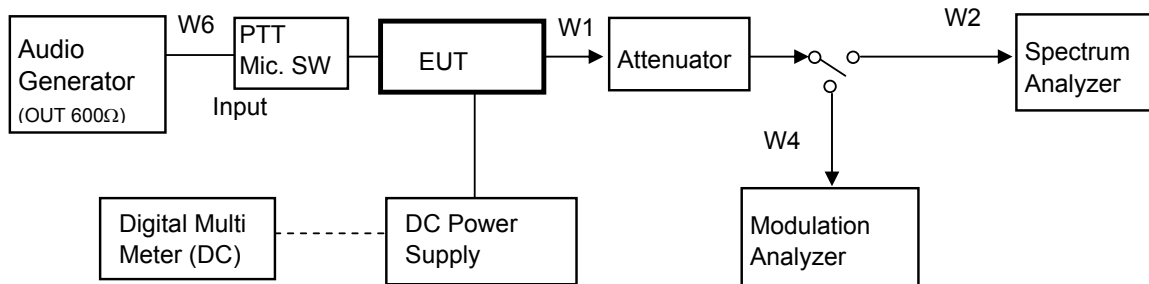 W6
Audio
Generator
(OUT 600Ω)
PTT
Mic. SW
Input
EUT
W1
Attenuator
W2
Spectrum
Analyzer
W4
Digital Multi
Meter (DC)
DC Power
Supply
Modulation
Analyzer